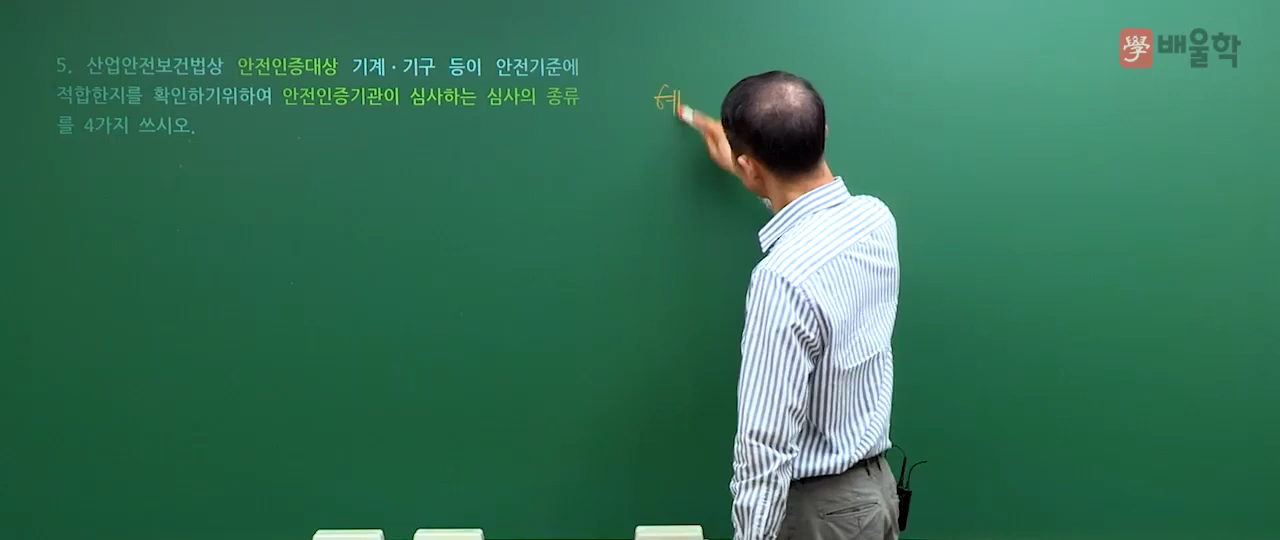 5. 산업안전보건법상 안전인증대상 기계·기구 등이 안전기준에
적합한지를 확인하기위하여 안전인증기관이 심사하는 심사의 종류
를 4가지 쓰시오.
예
學 배울학